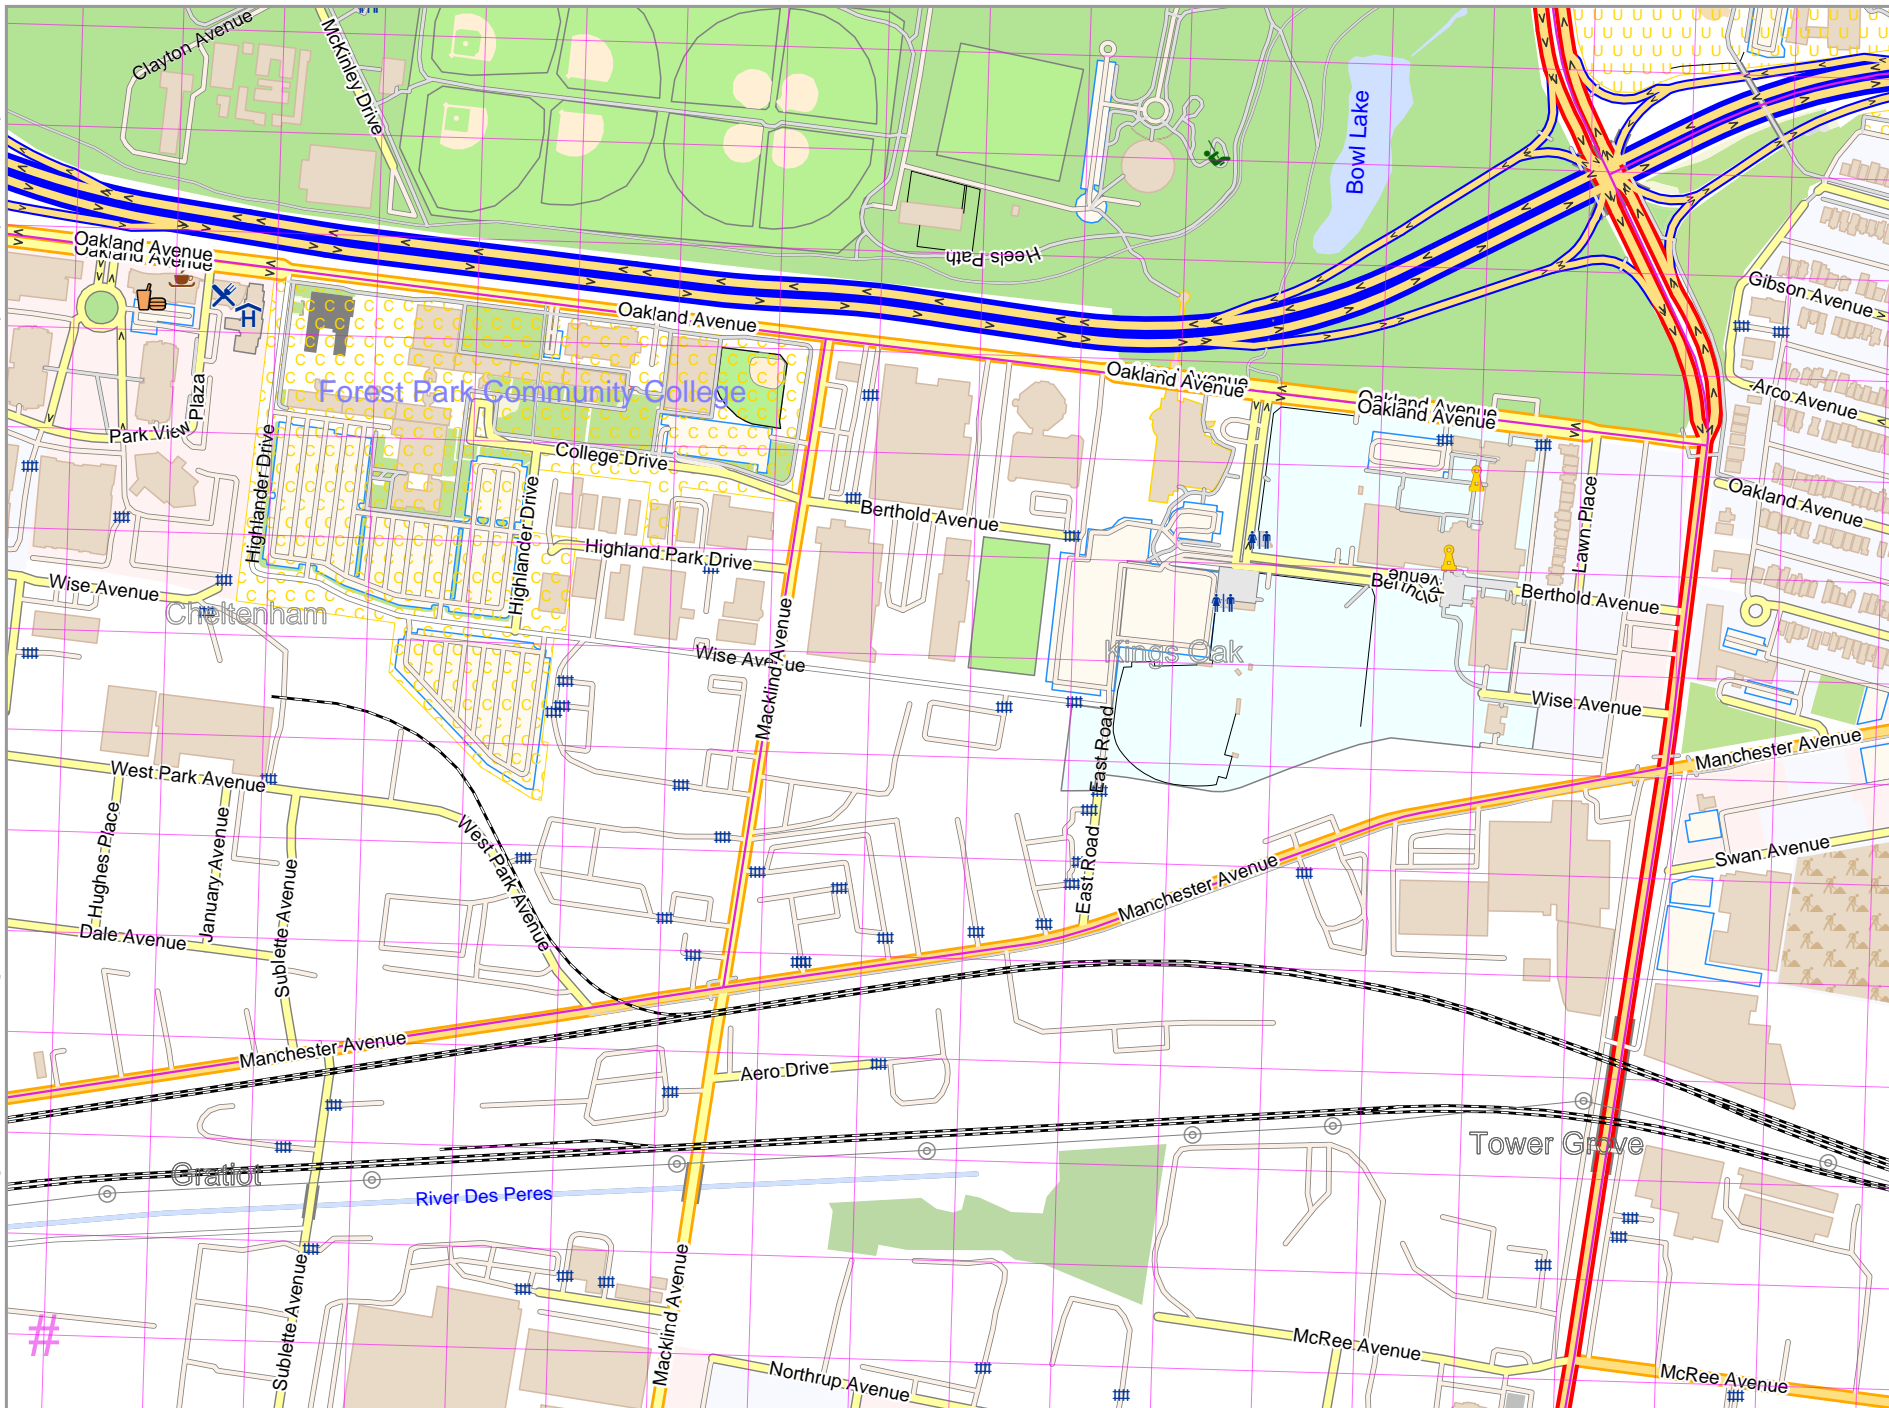 Clayton Avenue
McKinley Drive
Bowl Lake
Heels Path
Oakland Avenue
Oakland Avenue
Gibson Avenue
Oakland Avenue
H
Forest Park Community College
Oakland Avenue
Oakland Avenue
Oakland Avenue
Arco Avenue
Plaza
Park View
Highlander Drive
College Drive
Highlander Drive
Berthold Avenue
Lawn Place
Oakland Avenue
Highland Park Drive
Wise Avenue
Berthold Avenue
Berthold Avenue
Cheltenham
Macklind Avenue
Wise Avenue
Kings Oak
Wise Avenue
East Road
Manchester Avenue
West Park Avenue
Hughes Place
January Avenue
West Park Avenue
East Road
Manchester Avenue
Swan Avenue
Sublette Avenue
Dale Avenue
Manchester Avenue
Aero Drive
Tower Grove
Gratiot
River Des Peres
Sublette Avenue
Macklind Avenue
McRee Avenue
Northrup Avenue
McRee Avenue
#